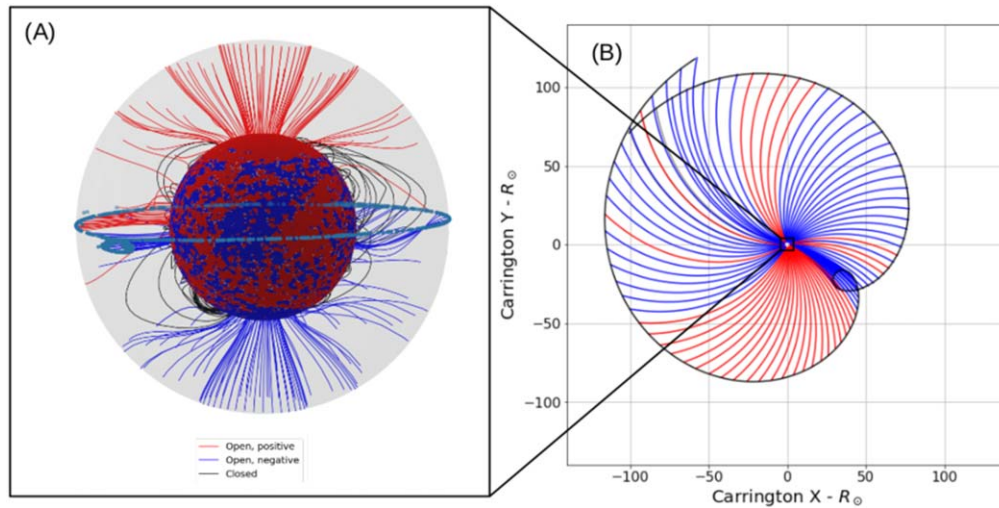 (A)
Open, positive
Open, negative
Closed
(B)
Carrington Y - R⊙
100
50
0
−50
−100
−100
−50
0
50
100
Carrington X - R⊙